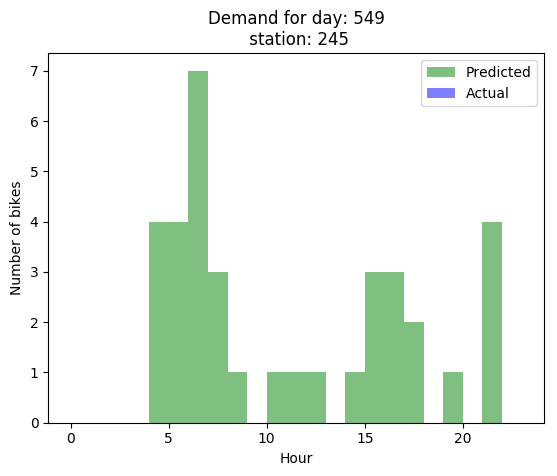 Demand for day: 549
station: 245
Predicted
Actual
Number of bikes
7
6
5
4
3
2
1
0
0 5 10 15 20
Hour